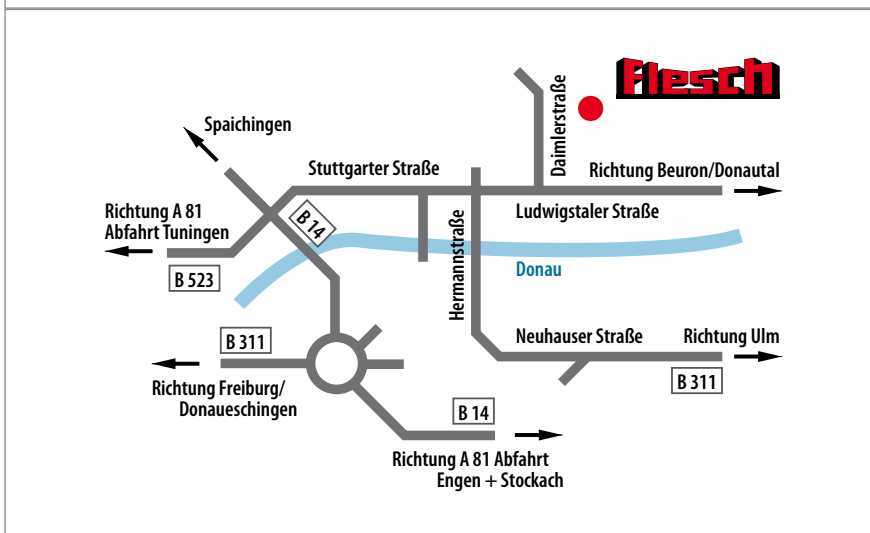 Flesch
Daimlerstraße
Spaichingen
Stuttgarter Straße
Richtung Beuron/Donautal
Richtung A 81
Abfahrt Tuningen
B 14
Ludwigstaler Straße
Hermannstraße
B 523
Donau
B 311
Neuhauser Straße
Richtung Ulm
Richtung Freiburg/
Donaueschingen
B 311
B 14
Richtung A 81 Abfahrt
Engen + Stockach